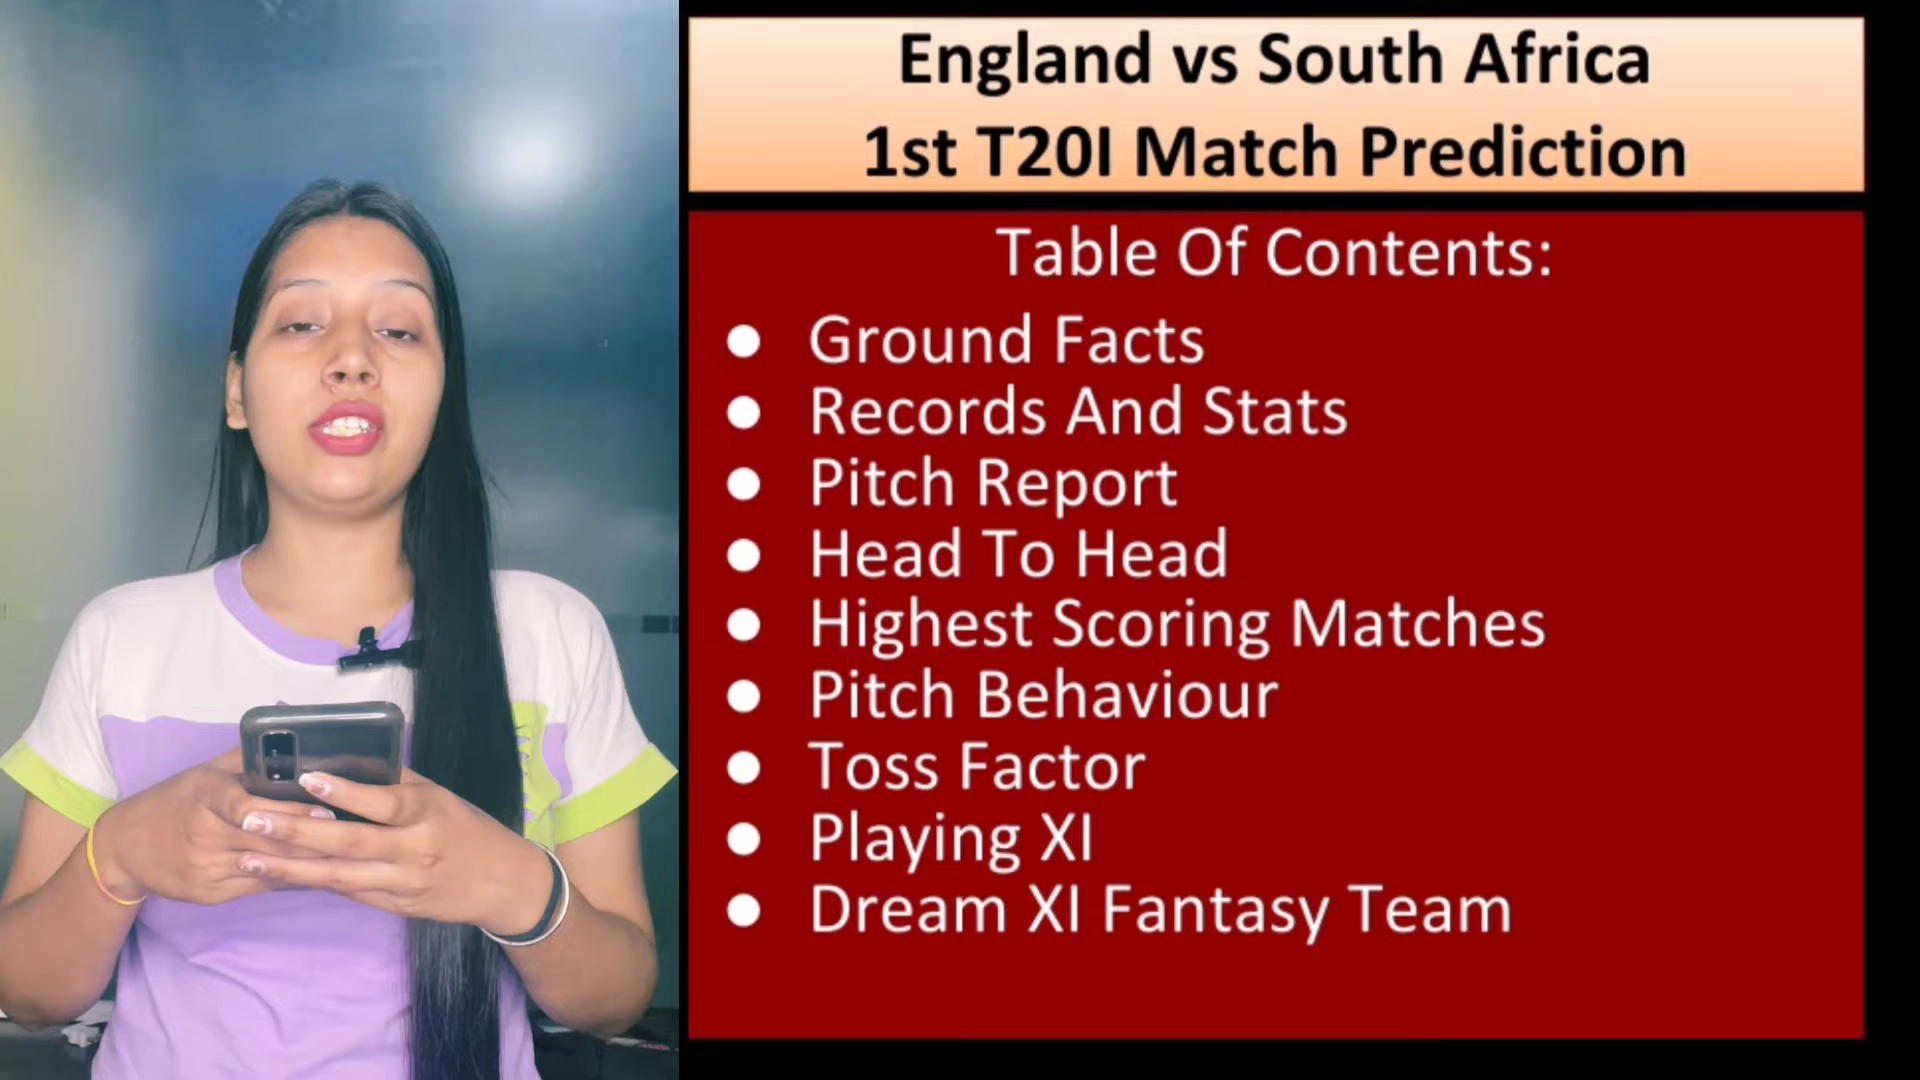 England vs South Africa
1st T20I Match Prediction
Table Of Contents:
● Ground Facts
● Records And Stats
● Pitch Report
● Head To Head
● Highest Scoring Matches
● Pitch Behaviour
● Toss Factor
● Playing XI
● Dream XI Fantasy Team